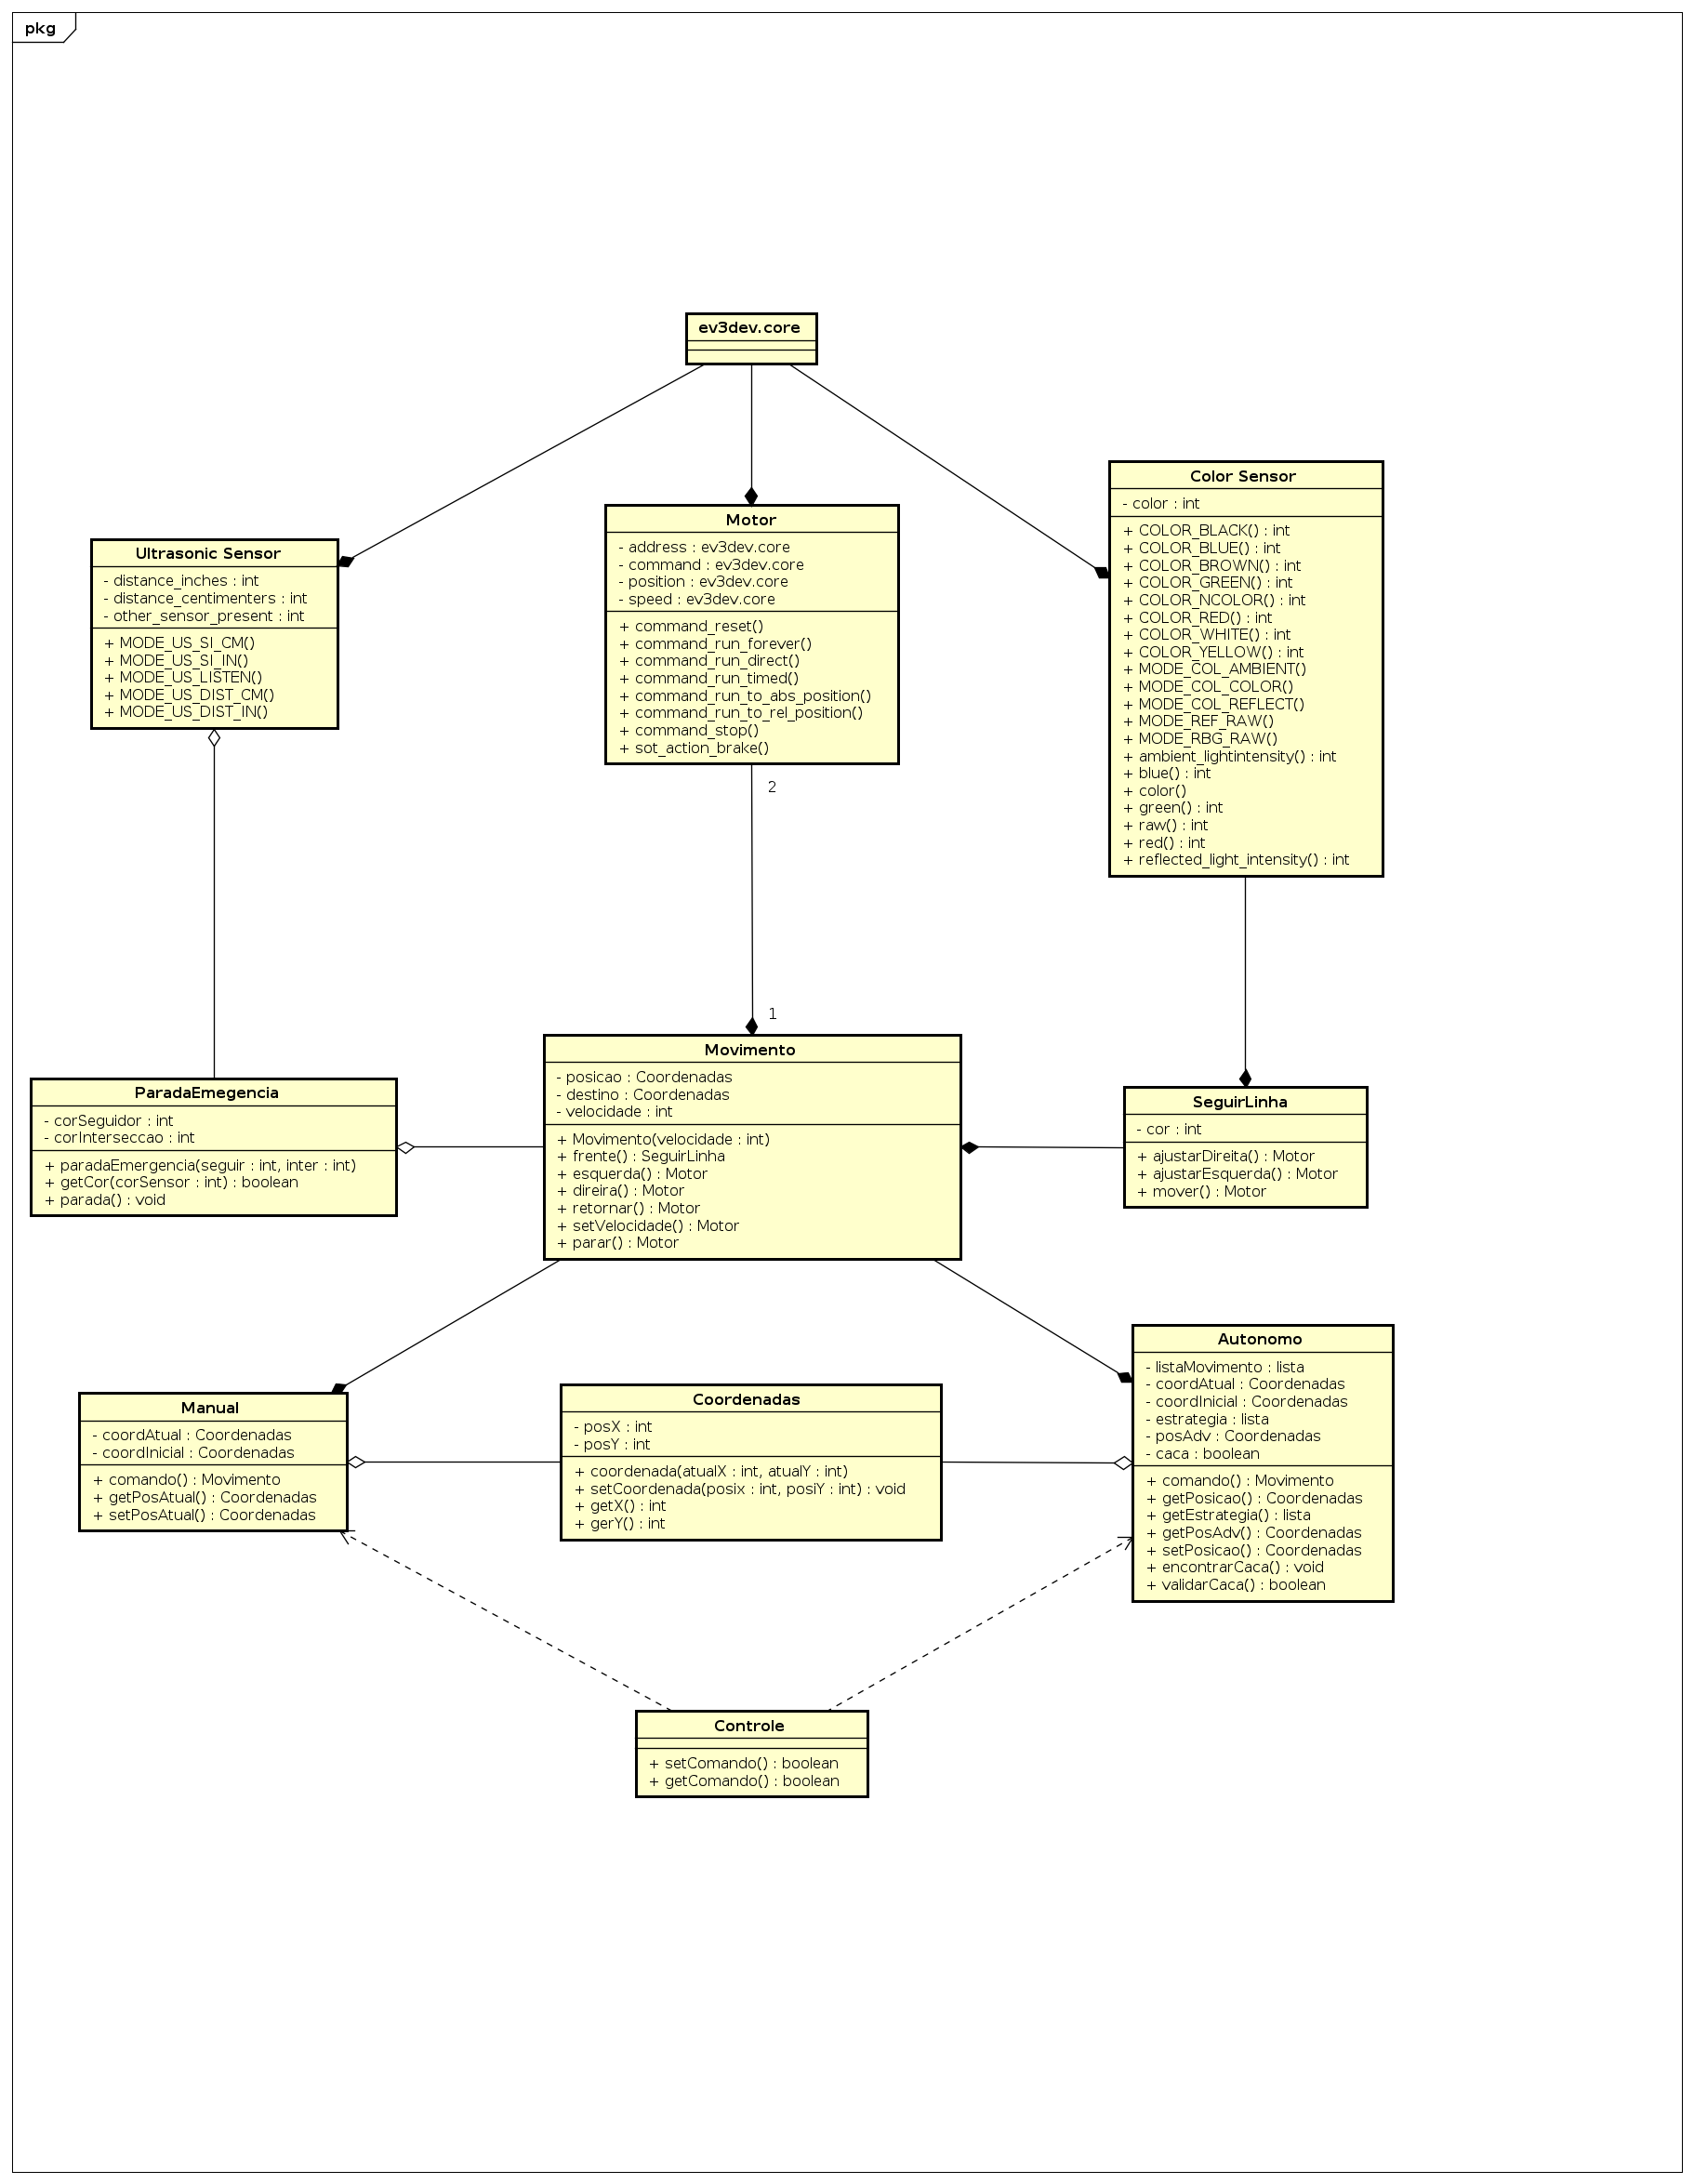 pkg
ev3dev.core
Color Sensor
- color : int
+ COLOR_BLACK() : int
+ COLOR_BLUE() : int
+ COLOR_BROWN() : int
+ COLOR_GREEN() : int
+ COLOR_NCOLOR() : int
+ COLOR_RED() : int
+ COLOR_WHITE() : int
+ COLOR_YELLOW() : int
+ MODE_COL_AMBIENT()
+ MODE_COL_COLOR()
+ MODE_COL_REFLECT()
+ MODE_REF_RAW()
+ MODE_RBG_RAW()
+ ambient_lightintensity() : int
+ blue() : int
+ color()
+ green() : int
+ raw() : int
+ red() : int
+ reflected_light_intensity() : int
Motor
- address : ev3dev.core
- command : ev3dev.core
- position : ev3dev.core
- speed : ev3dev.core
+ command_reset()
+ command_run_forever()
+ command_run_direct()
+ command_run_timed()
+ command_run_to_abs_position()
+ command_run_to_rel_position()
+ command_stop()
+ sot_action_brake()
Ultrasonic Sensor
- distance_inches : int
- distance_centimenters : int
- other_sensor_present : int
+ MODE_US_SI_CM()
+ MODE_US_SI_IN()
+ MODE_US_LISTEN()
+ MODE_US_DIST_CM()
+ MODE_US_DIST_IN()
2
1
Movimento
- posicao : Coordenadas
- destino : Coordenadas
- velocidade : int
+ Movimento(velocidade : int)
+ frente() : SeguirLinha
+ esquerda() : Motor
+ direira() : Motor
+ retornar() : Motor
+ setVelocidade() : Motor
+ parar() : Motor
ParadaEmegencia
- corSeguidor : int
- corInterseccao : int
+ paradaEmergencia(seguir : int, inter : int)
+ getCor(corSensor : int) : boolean
+ parada() : void
SeguirLinha
- cor : int
+ ajustarDireita() : Motor
+ ajustarEsquerda() : Motor
+ mover() : Motor
Autonomo
- listaMovimento : lista
- coordAtual : Coordenadas
- coordInicial : Coordenadas
- estrategia : lista
- posAdv : Coordenadas
- caca : boolean
+ comando() : Movimento
+ getPosicao() : Coordenadas
+ getEstrategia() : lista
+ getPosAdv() : Coordenadas
+ setPosicao() : Coordenadas
+ encontrarCaca() : void
+ validarCaca() : boolean
Coordenadas
- posX : int
- posY : int
+ coordenada(atualX : int, atualY : int)
+ setCoordenada(posix : int, posiY : int) : void
+ getX() : int
+ gerY() : int
Manual
- coordAtual : Coordenadas
- coordInicial : Coordenadas
+ comando() : Movimento
+ getPosAtual() : Coordenadas
+ setPosAtual() : Coordenadas
Controle
+ setComando() : boolean
+ getComando() : boolean